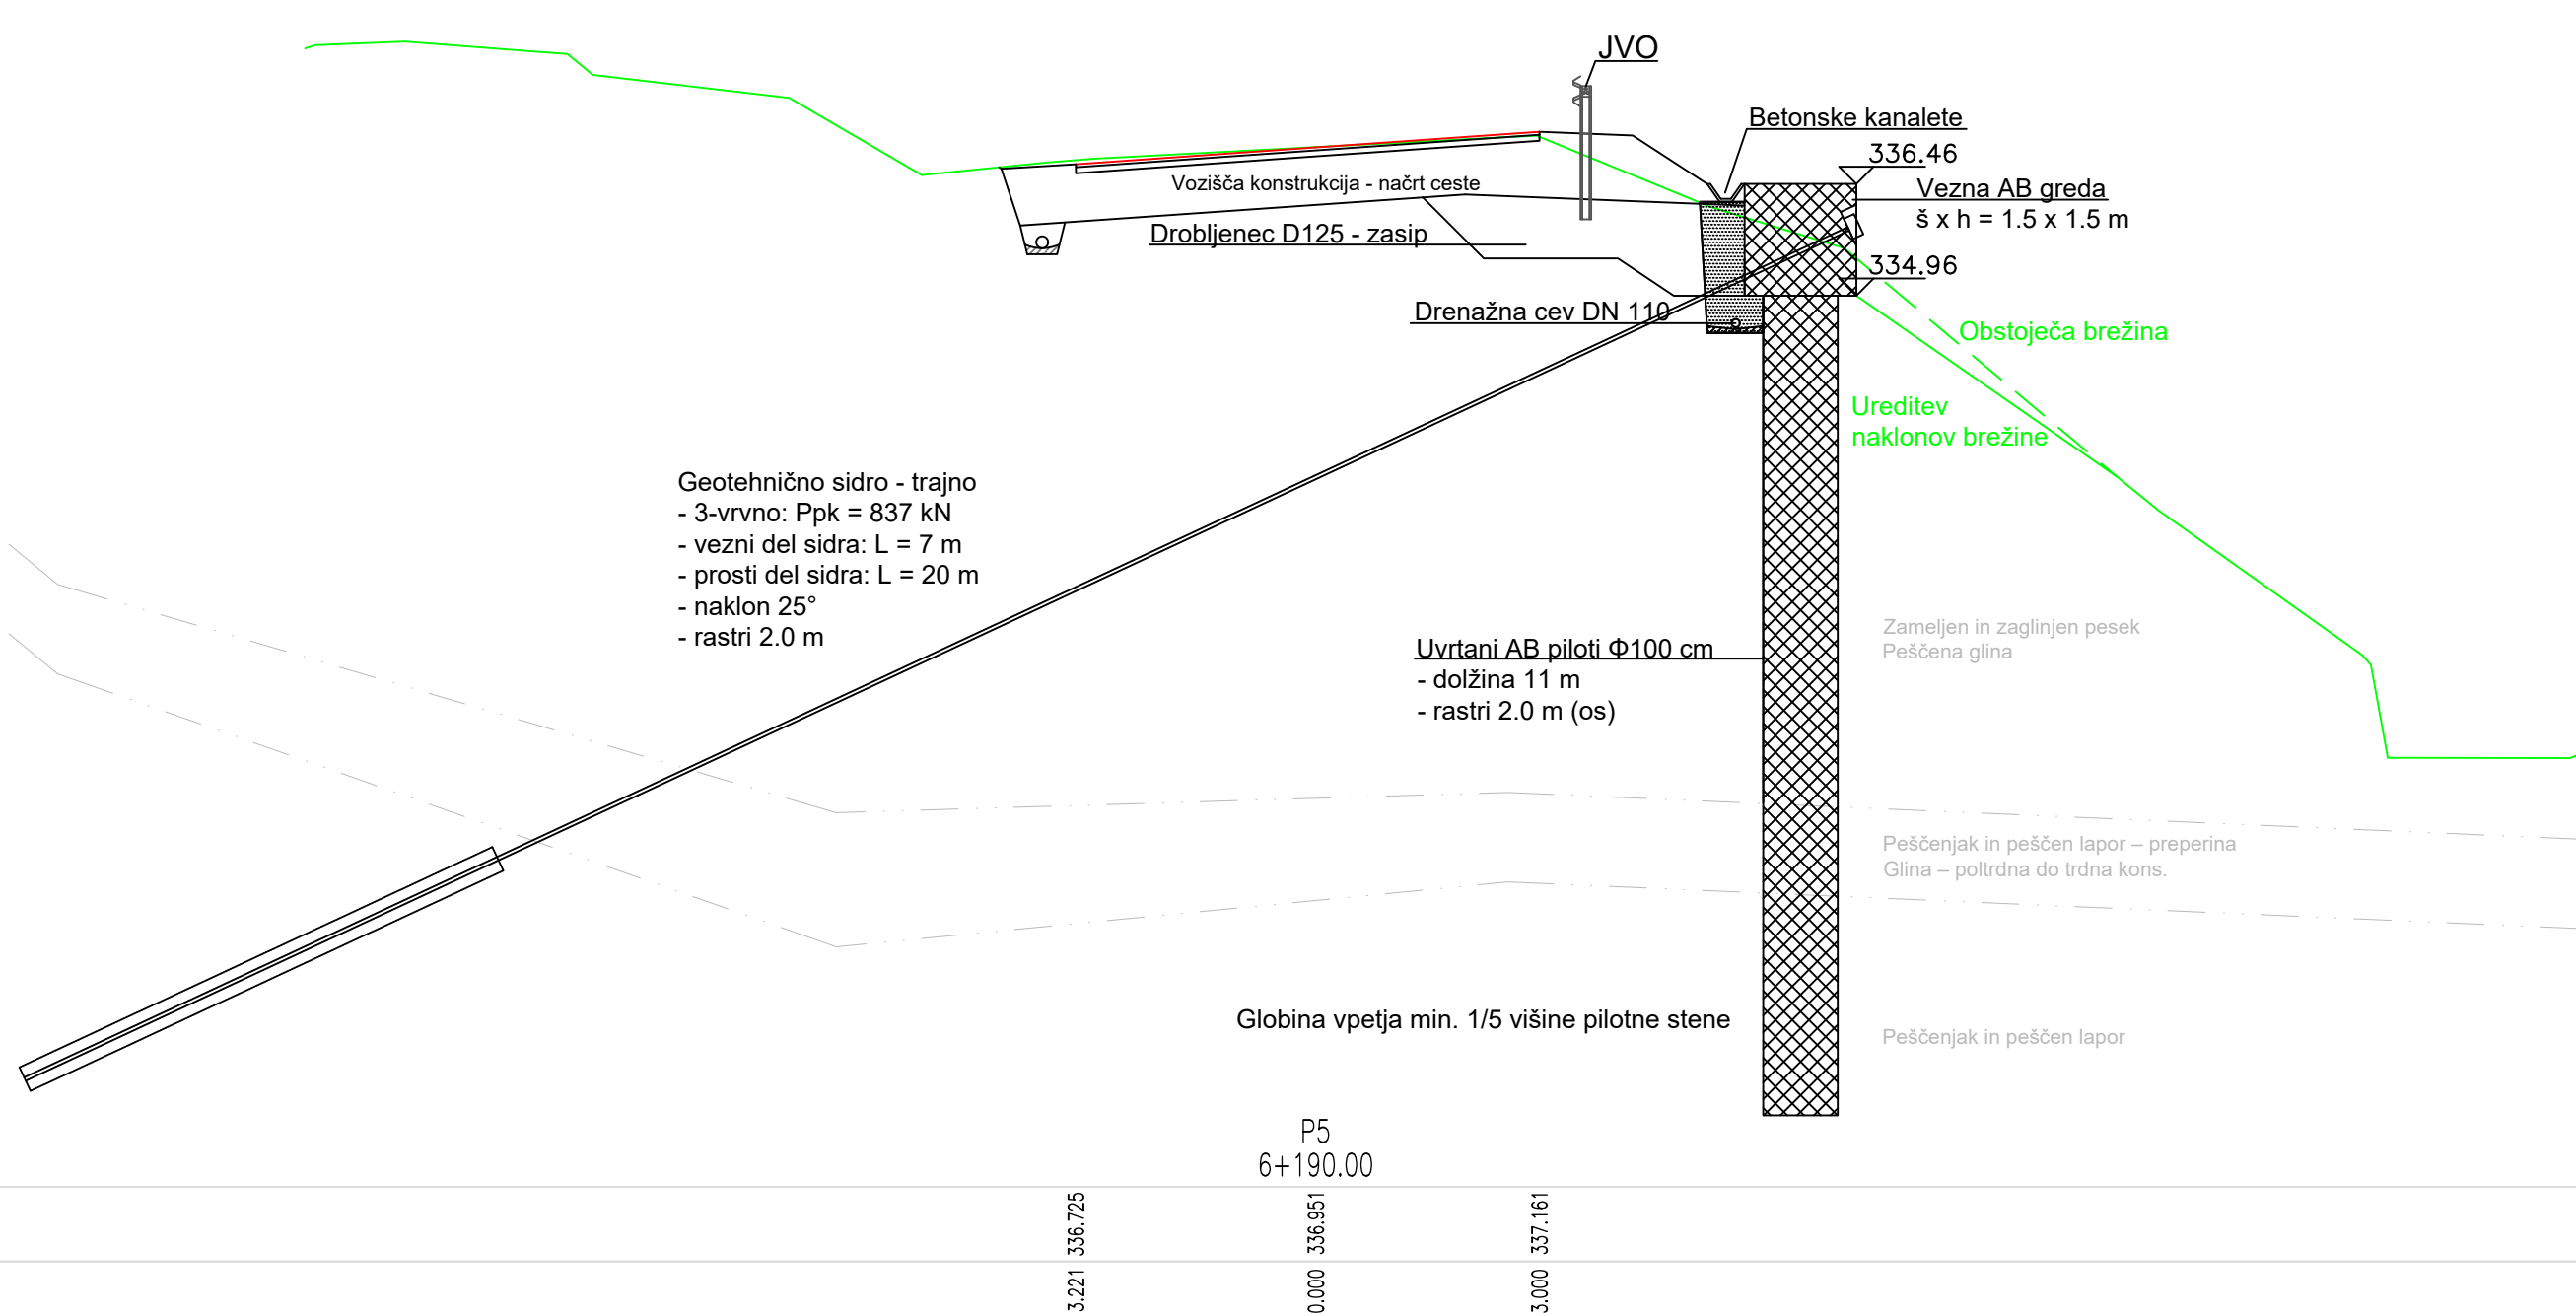 JVO
Betonske kanalete
336.46
Vezna AB greda
š x h = 1.5 x 1.5 m
Vozišča konstrukcija - načrt ceste
Drobljenec D125 - zasip
334.96
Drenažna cev DN 110
Obstoječa brežina
Ureditev
naklonov brežine
Geotehnično sidro - trajno
- 3-vrvno: Ppk = 837 kN
- vezni del sidra: L = 7 m
- prosti del sidra: L = 20 m
- naklon 25°
- rastri 2.0 m
Uvrtani AB piloti Φ100 cm
- dolžina 11 m
- rastri 2.0 m (os)
Zameljen in zaglinjen pesek
Peščena glina
Peščenjak in peščen lapor – preperina
Glina – poltrdna do trdna kons.
Globina vpetja min. 1/5 višine pilotne stene
Peščenjak in peščen lapor
P5
6+190.00
336.725
336.951
337.161
3.221
0.000
3.000